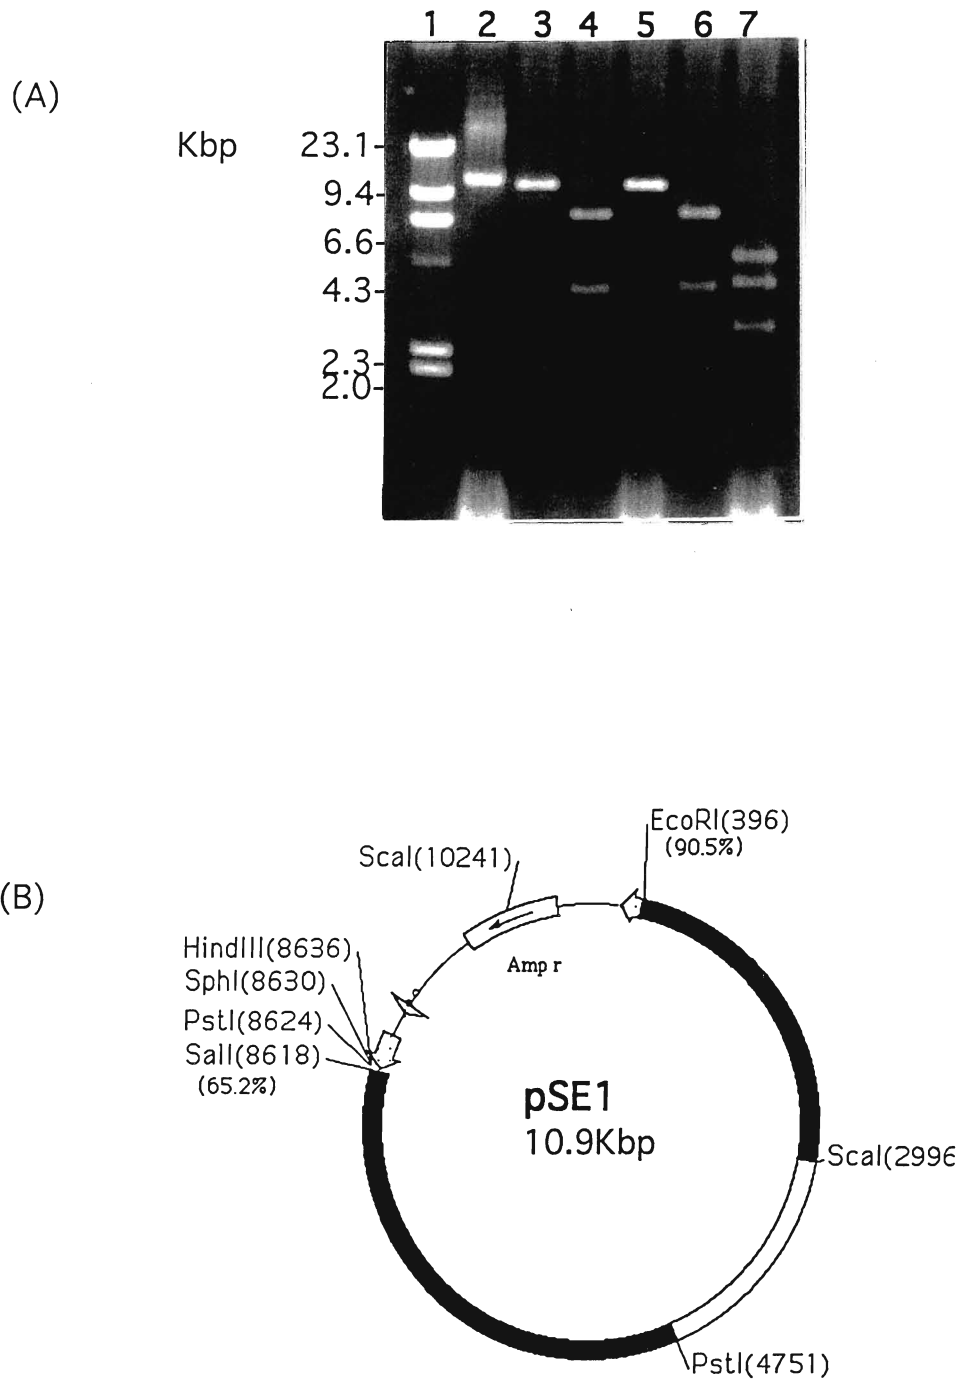 1 2 3 4 5 6 7
(A)
Kbp 23.1-
9.4-
6.6-
4.3-
2.3-
2.0-
EcoRI(396)
(90.5%)
ScaI(10241)
(B)
HindIII(8636)
SphI(8630)
Amp r
PstI(8624)
SalI(8618)
(65.2%)
pSE1
10.9Kbp
ScaI(2996
PstI(4751)